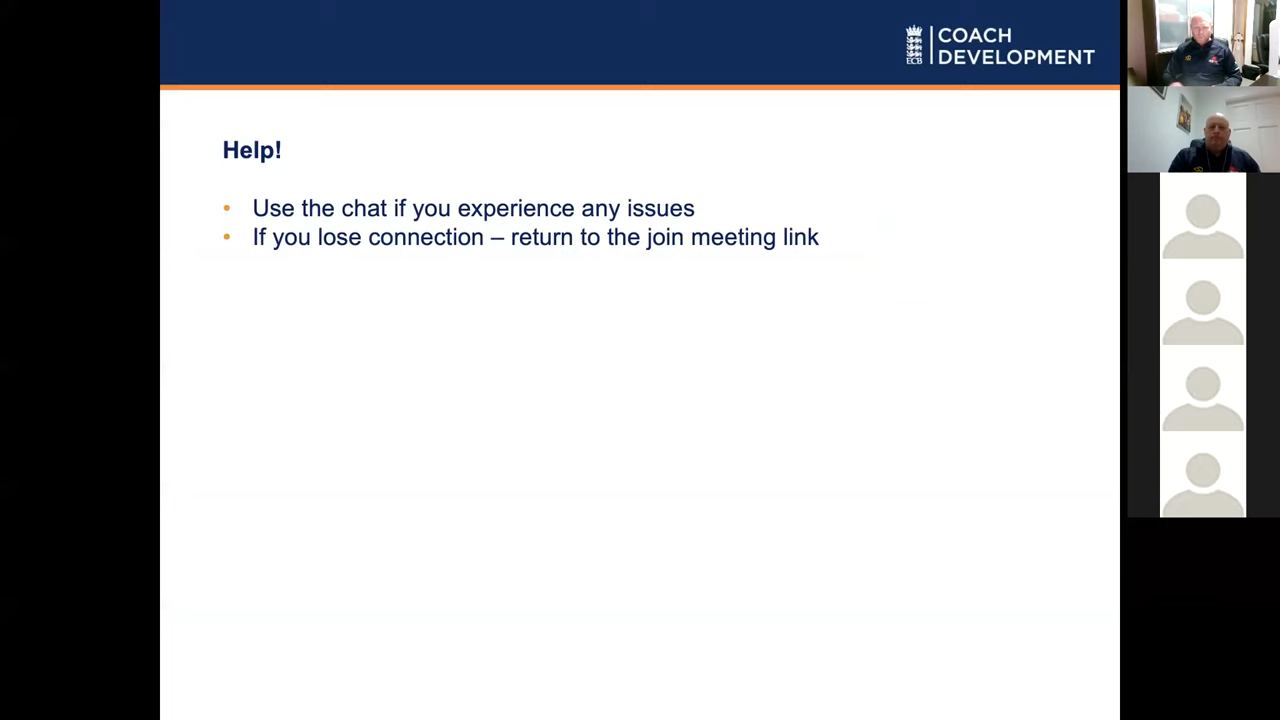 ECB
COACH
DEVELOPMENT
Help!
• Use the chat if you experience any issues
• If you lose connection – return to the join meeting link